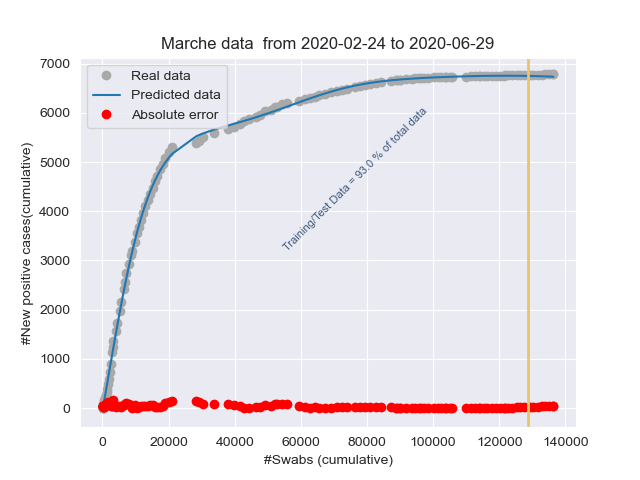 Marche data  from 2020-02-24 to 2020-06-29
7000
6000
5000
4000
3000
2000
1000
0
#New positive cases(cumulative)
Real data
Predicted data
Absolute error
Training/Test Data = 93.0 % of total data
0 20000 40000 60000 80000 100000 120000 140000
#Swabs (cumulative)